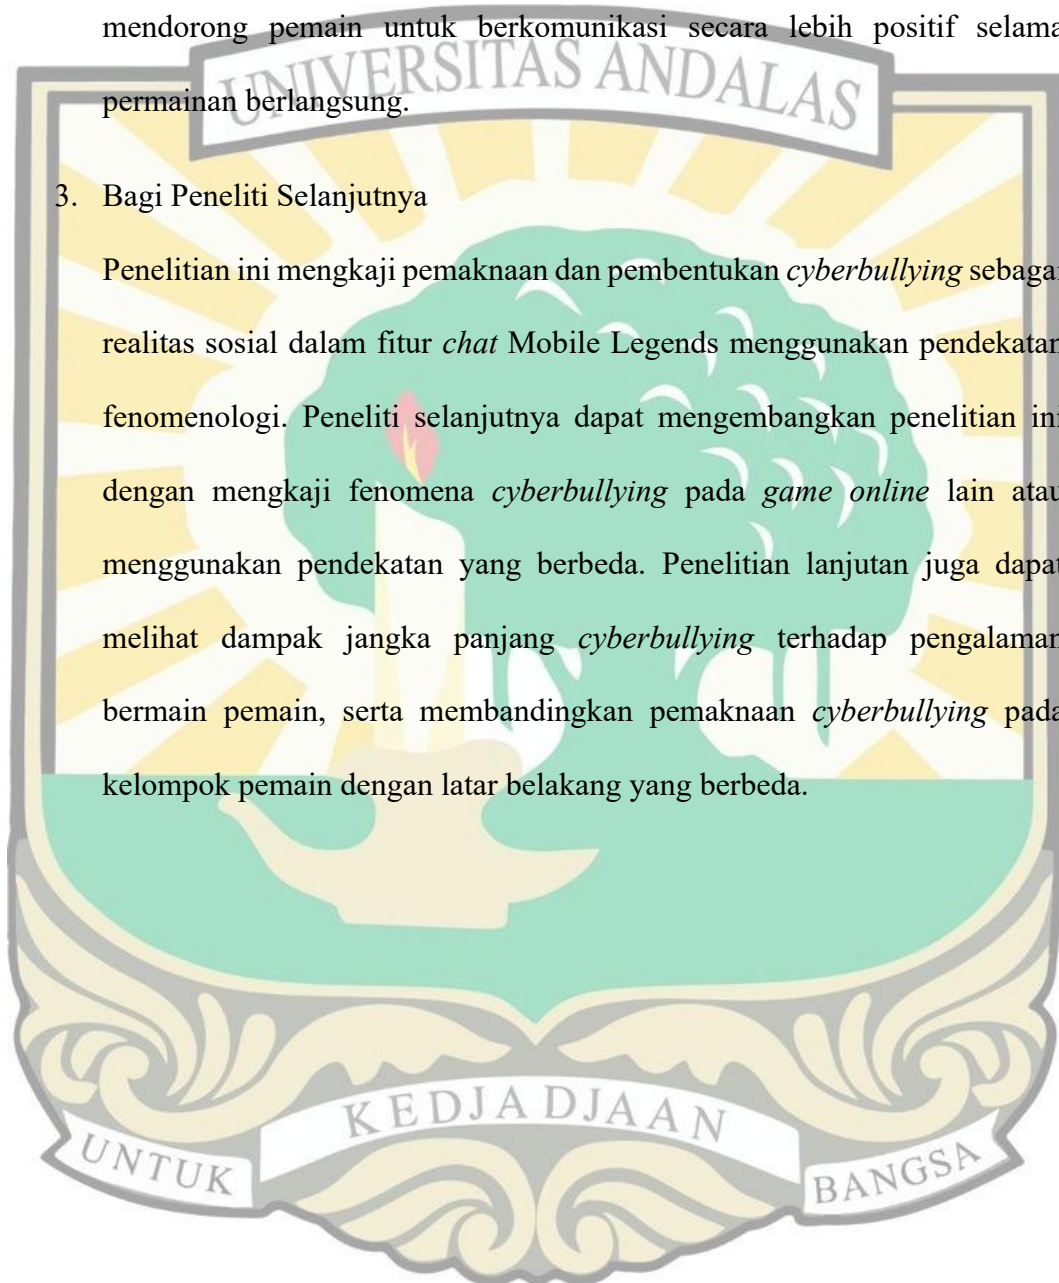 mendorong pemain untuk berkomunikasi secara lebih positif selama
UNIVERSITAS ANDALAS
permainan berlangsung.
3. Bagi Peneliti Selanjutnya
Penelitian ini mengkaji pemaknaan dan pembentukan cyberbullying sebagai
realitas sosial dalam fitur chat Mobile Legends menggunakan pendekatan
fenomenologi. Peneliti selanjutnya dapat mengembangkan penelitian ini
dengan mengkaji fenomena cyberbullying pada game online lain atau
menggunakan pendekatan yang berbeda. Penelitian lanjutan juga dapat
melihat dampak jangka panjang cyberbullying terhadap pengalaman
bermain pemain, serta membandingkan pemaknaan cyberbullying pada
kelompok pemain dengan latar belakang yang berbeda.
UNTUK KEDJADJAAN BANGSA